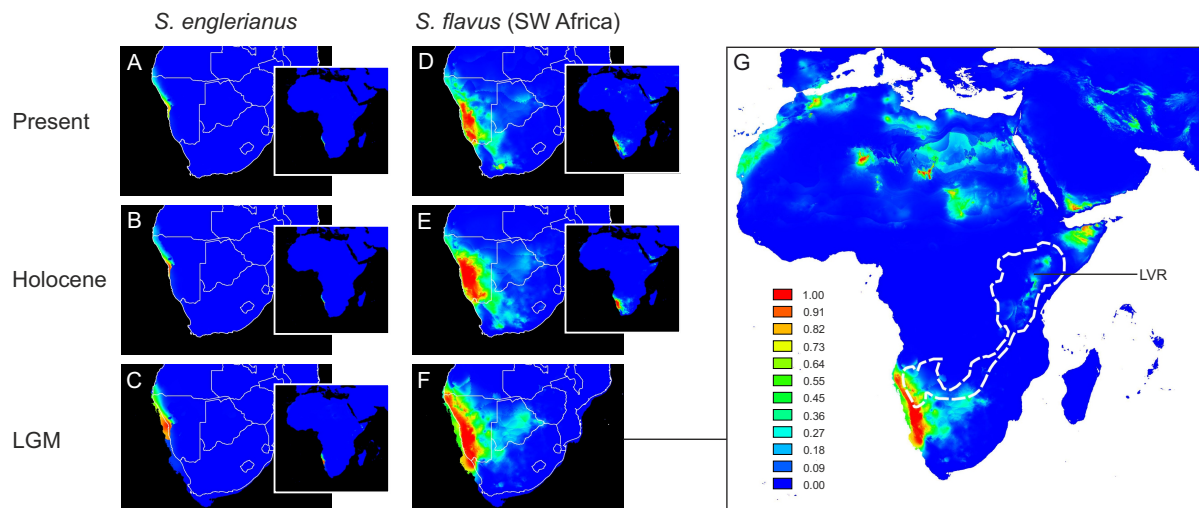 S. englerianus
S. flavus (SW Africa)
Present
A
D
G
Holocene
B
E
LGM
C
F
LVR
1.00
0.91
0.82
0.73
0.64
0.55
0.45
0.36
0.27
0.18
0.09
0.00